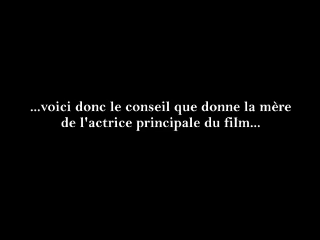 ...voici donc le conseil que donne la mère
de l'actrice principale du film...